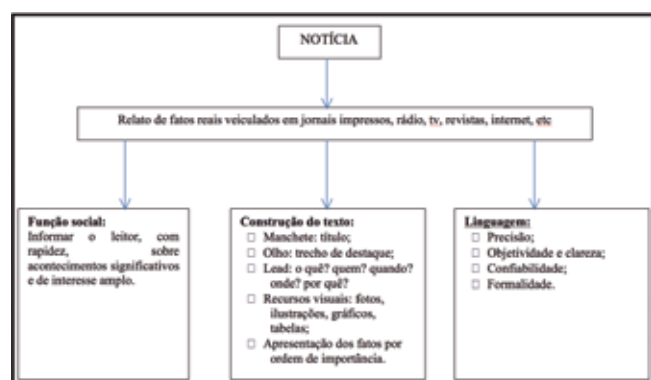 NOTÍCIA
Relato de fatos reais veiculados em jornais impressos, rádio, tv, revistas, internet, etc
Função social:
Informar o leitor, com
rapidez, sobre
acontecimentos significativos
e de interesse amplo.
Construção do texto:
□ Manchete: título;
□ Olho: trecho de destaque;
□ Lead: o quê? quem? quando?
onde? por quê?
□ Recursos visuais: fotos,
ilustrações, gráficos,
tabelas;
□ Apresentação dos fatos por
ordem de importância.
Linguagem:
□ Precisão;
□ Objetividade e clareza;
□ Confiabilidade;
□ Formalidade.